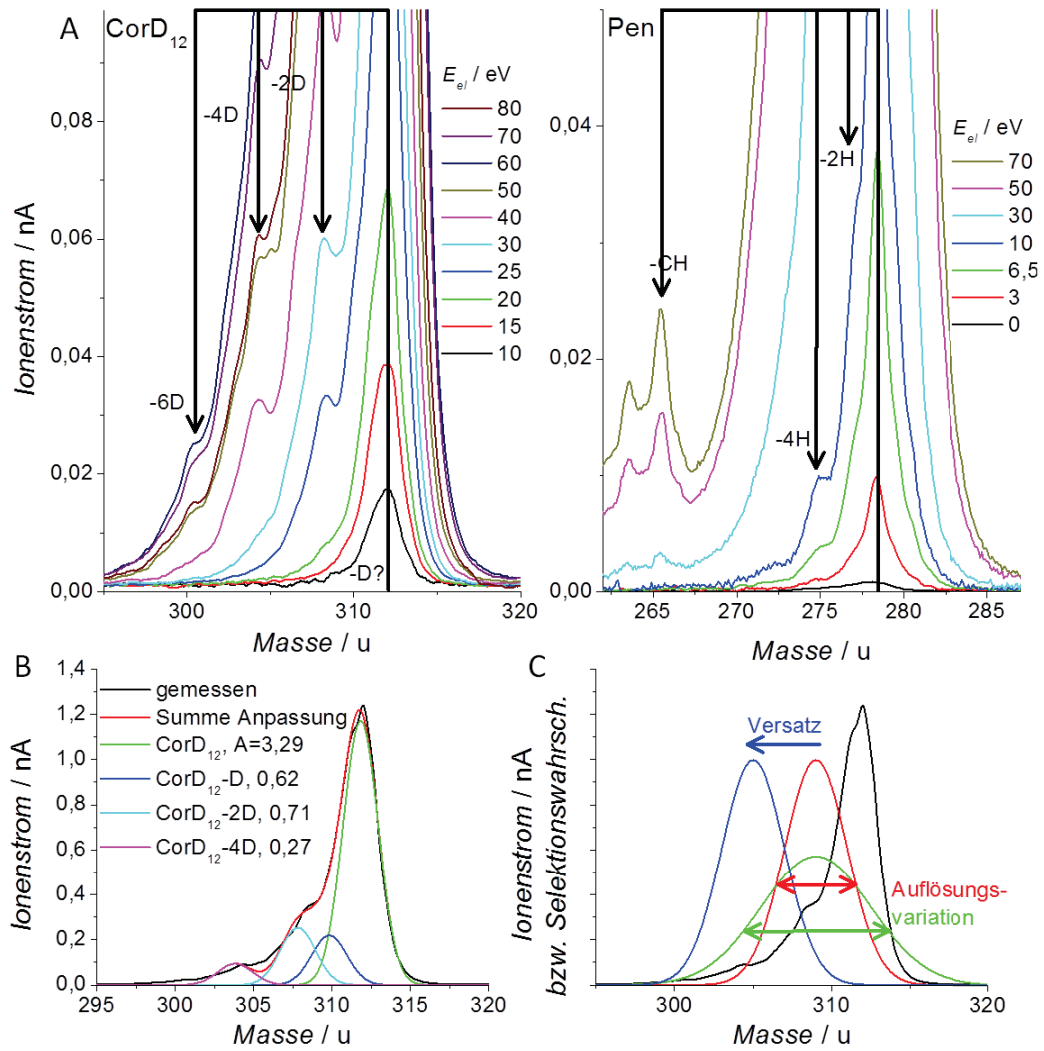 A
CorD₁₂
-2D
-4D
-6D
-D?
E_el / eV
80
70
60
50
40
30
25
20
15
10
0,08
0,06
0,04
0,02
0,00
Ionenstrom / nA
300
310
320
Masse / u
Pen
-2H
-CH
-4H
E_el / eV
70
50
30
10
6,5
3
0
0,04
0,02
0,00
265
270
275
280
285
Masse / u
B
gemessen
Summe Anpassung
CorD₁₂, A=3,29
CorD₁₂-D, 0,62
CorD₁₂-2D, 0,71
CorD₁₂-4D, 0,27
1,4
1,2
1,0
0,8
0,6
0,4
0,2
0,0
Ionenstrom / nA
295
300
305
310
315
320
Masse / u
C
Versatz
Auflösungs-
variation
Ionenstrom / nA
bzw. Selektionswahrsch.
300
310
320
Masse / u